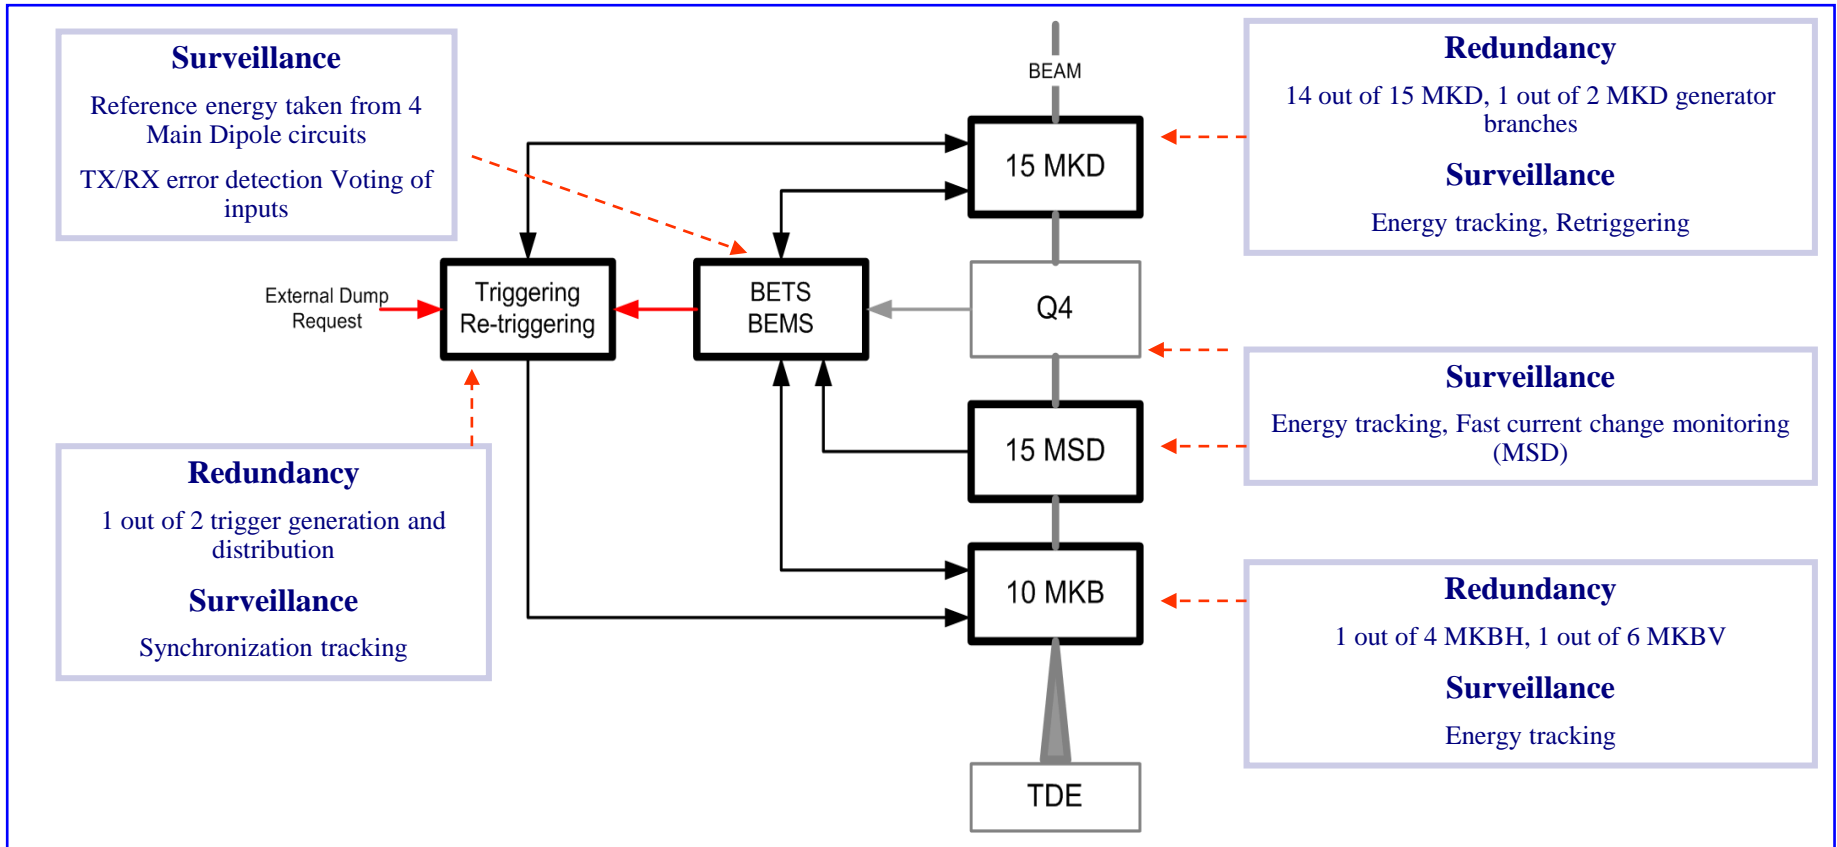 Surveillance
Reference energy taken from 4
Main Dipole circuits
TX/RX error detection Voting of
inputs
BEAM
Redundancy
14 out of 15 MKD, 1 out of 2 MKD generator
branches
Surveillance
Energy tracking, Retriggering
15 MKD
External Dump
Request
Triggering
Re-triggering
BETS
BEMS
Q4
Surveillance
Energy tracking, Fast current change monitoring
(MSD)
15 MSD
Redundancy
1 out of 2 trigger generation and
distribution
Surveillance
Synchronization tracking
10 MKB
Redundancy
1 out of 4 MKBH, 1 out of 6 MKBV
Surveillance
Energy tracking
TDE